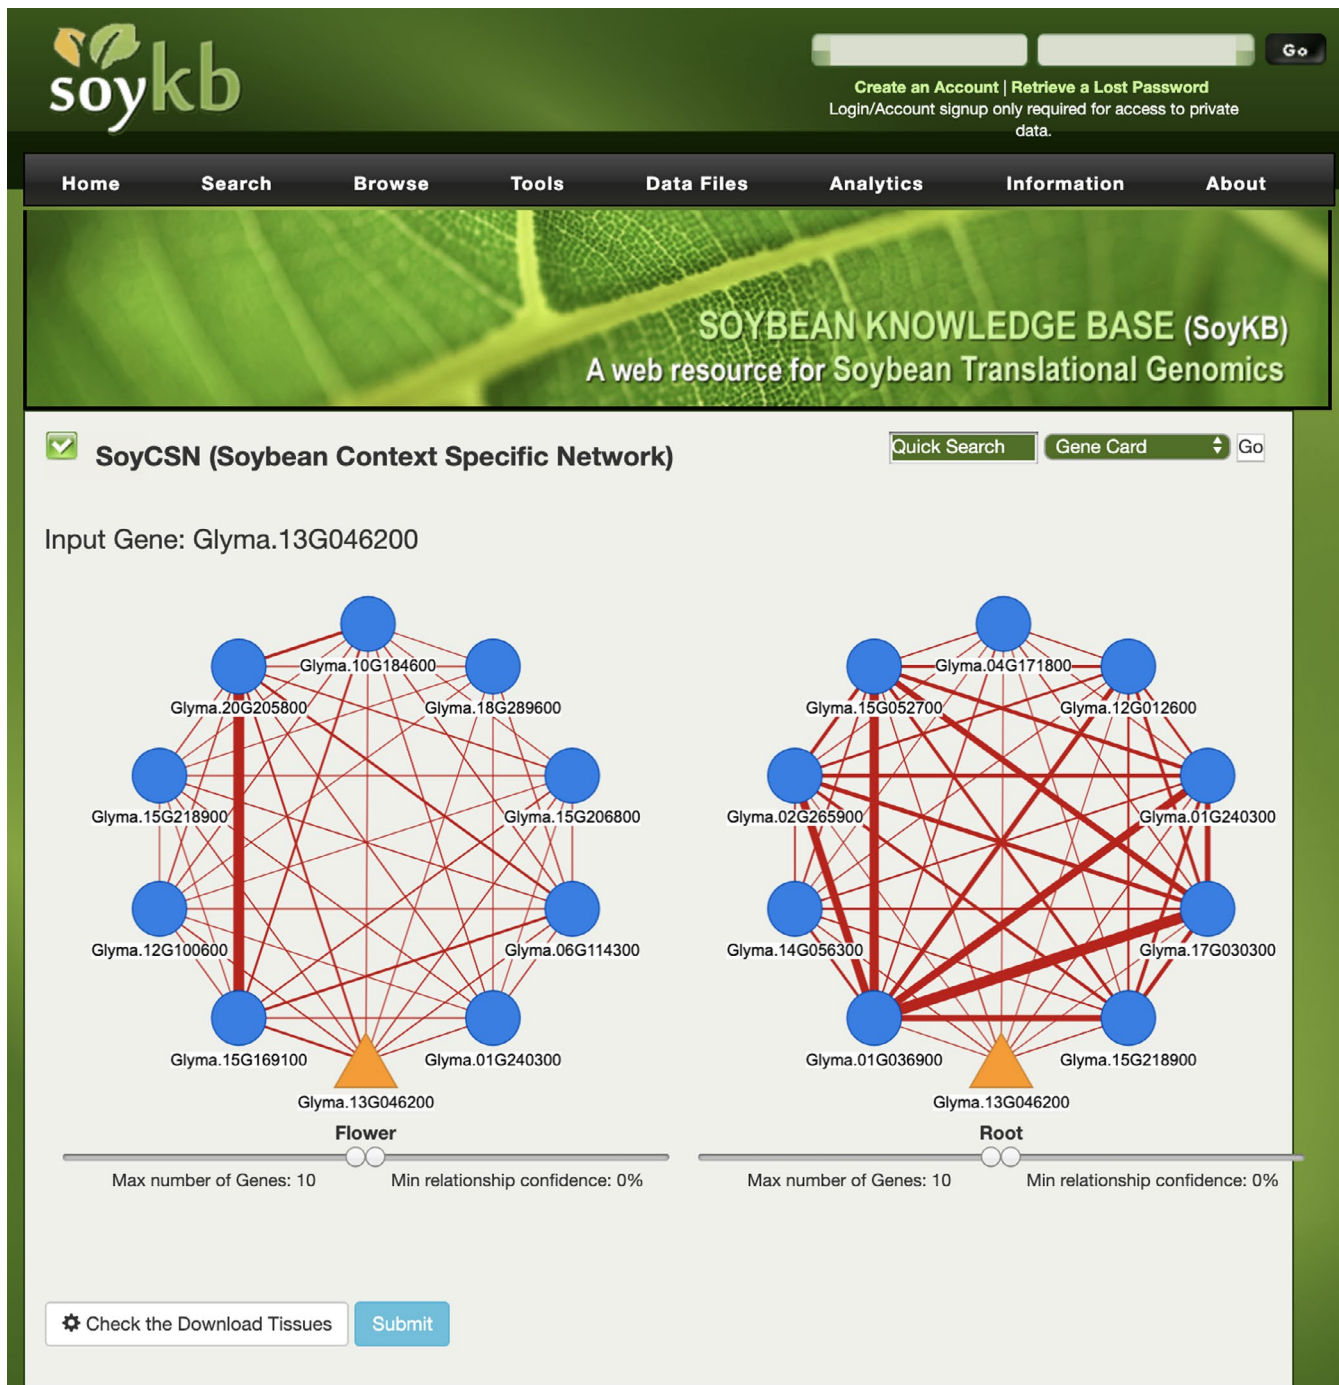 soykb
Go
Create an Account | Retrieve a Lost Password
Login/Account signup only required for access to private
data.
Home Search Browse Tools Data Files Analytics Information About
SOYBEAN KNOWLEDGE BASE (SoyKB)
A web resource for Soybean Translational Genomics
SoyCSN (Soybean Context Specific Network)
Quick Search Gene Card Go
Input Gene: Glyma.13G046200
Glyma.10G184600
Glyma.20G205800
Glyma.18G289600
Glyma.15G218900
Glyma.15G206800
Glyma.12G100600
Glyma.06G114300
Glyma.15G169100
Glyma.01G240300
Glyma.13G046200
Flower
Max number of Genes: 10 Min relationship confidence: 0%
Glyma.04G171800
Glyma.15G052700
Glyma.12G012600
Glyma.02G265900
Glyma.01G240300
Glyma.14G056300
Glyma.17G030300
Glyma.01G036900
Glyma.15G218900
Glyma.13G046200
Root
Max number of Genes: 10 Min relationship confidence: 0%
Check the Download Tissues Submit